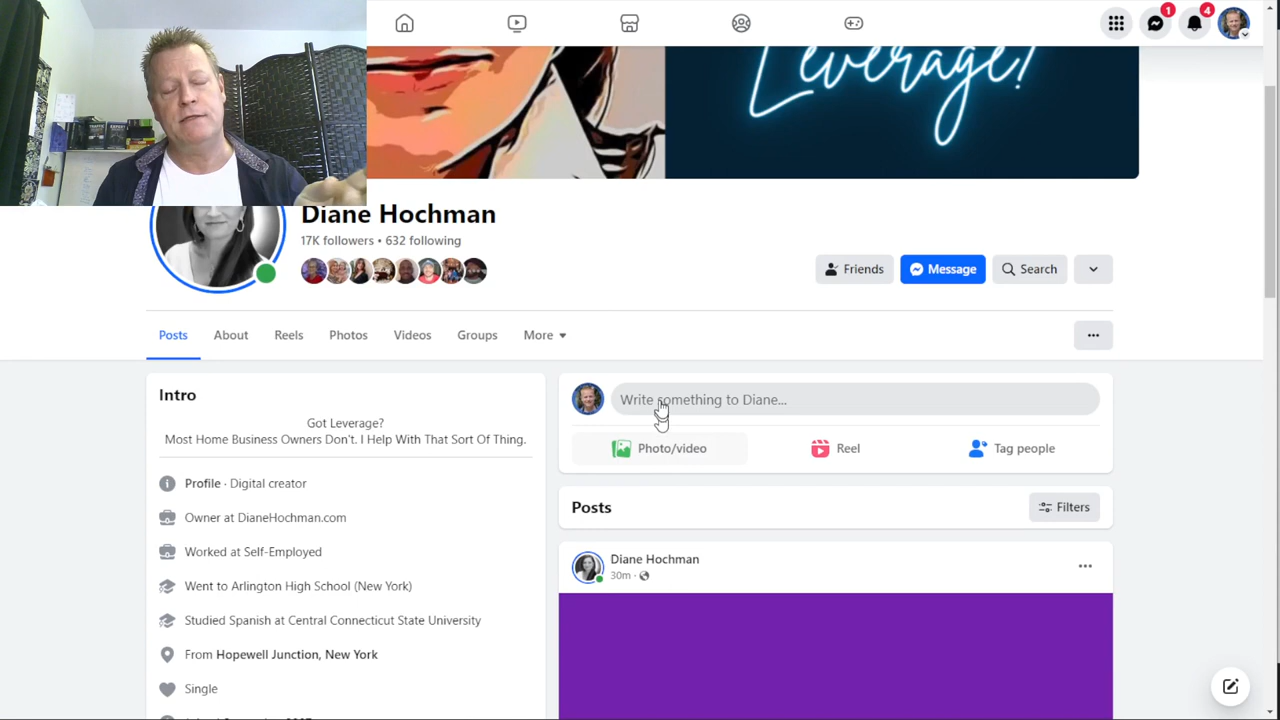 1
4
Leverage!
Diane Hochman
17K followers • 632 following
Friends
Message
Search
Posts
About
Reels
Photos
Videos
Groups
More
Intro
Got Leverage?
Most Home Business Owners Don't. I Help With That Sort Of Thing.
Profile · Digital creator
Owner at DianeHochman.com
Worked at Self-Employed
Went to Arlington High School (New York)
Studied Spanish at Central Connecticut State University
From Hopewell Junction, New York
Single
Write something to Diane...
Photo/video
Reel
Tag people
Posts
Filters
Diane Hochman
30m ·